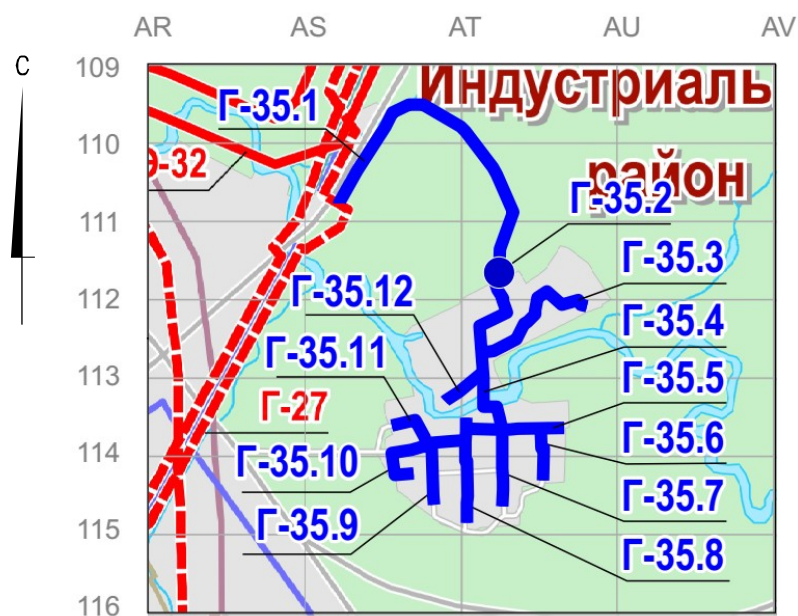 AR AS AT AU AV
С
109
Индустриаль
Г-35.1
110
Э-32
район
Г-35.2
111
Г-35.3
112
Г-35.12
Г-35.4
Г-35.11
113
Г-35.5
Г-27
114
Г-35.6
Г-35.10
Г-35.7
115
Г-35.9
Г-35.8
116